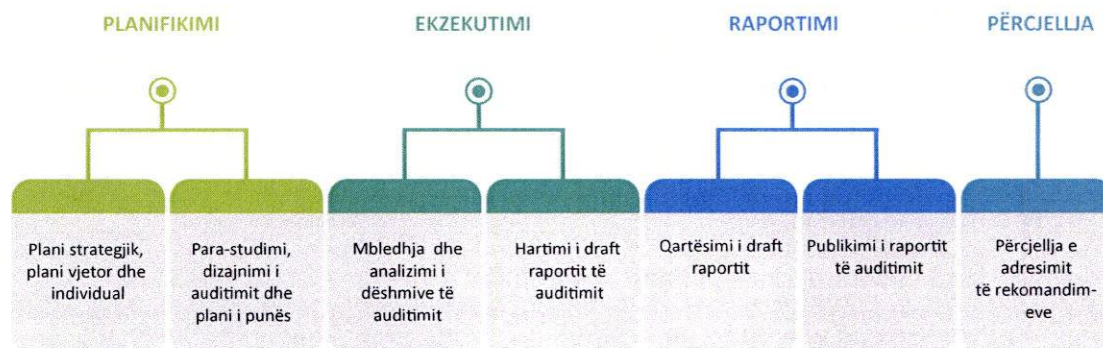 PLANIFIKIMI
EKZEKUTIMI
RAPORTIMI
PËRCJELLJA
Plani strategjik,
plani vjetor dhe
individual
Para-studimi,
dizajnimi i
auditimit dhe
plani i punës
Mbledhja dhe
analizimi i
dëshmive të
auditimit
Hartimi i draft
raportit të
auditimit
Qartësimi i draft
raportit
Publikimi i raportit
të auditimit
Përcjellja e
adresimit
të rekomandim-
eve